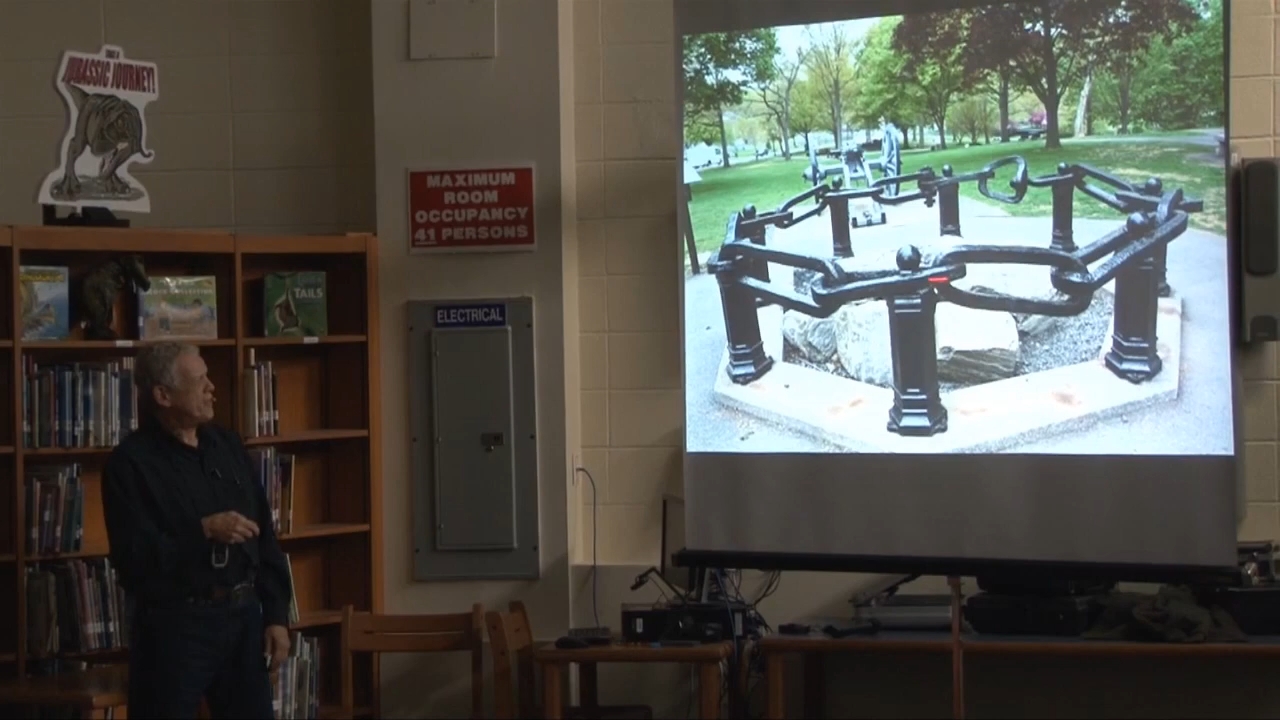 JURASSIC JOURNEY!
MAXIMUM
ROOM
OCCUPANCY
41 PERSONS
ELECTRICAL
TAILS